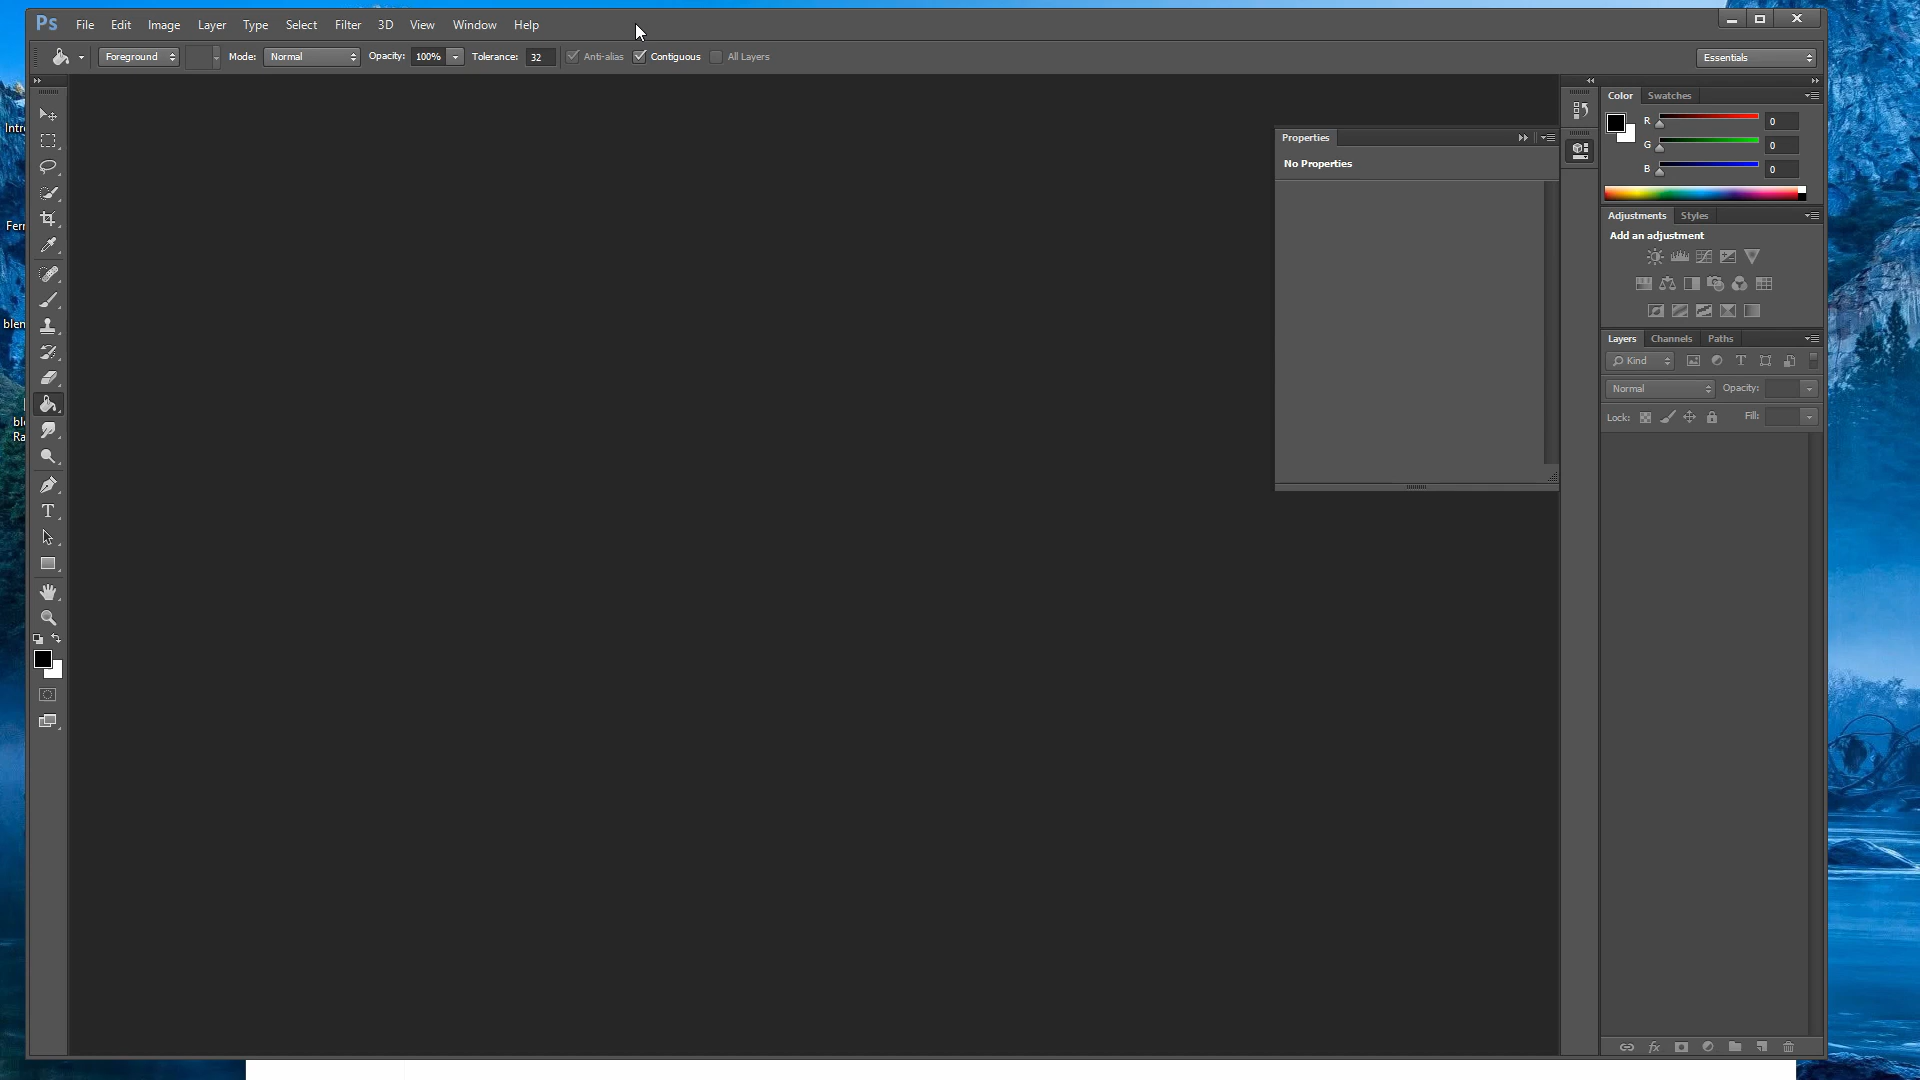 Ps File Edit Image Layer Type Select Filter 3D View Window Help
Foreground Mode: Normal Opacity: 100% Tolerance: 32 Anti-alias Contiguous All Layers Essentials
Color Swatches
R 0
G 0
B 0
Properties
No Properties
Adjustments Styles
Add an adjustment
Layers Channels Paths
Kind
Normal Opacity:
Lock: Fill:
Intr
Fer
blen
ble
Ra